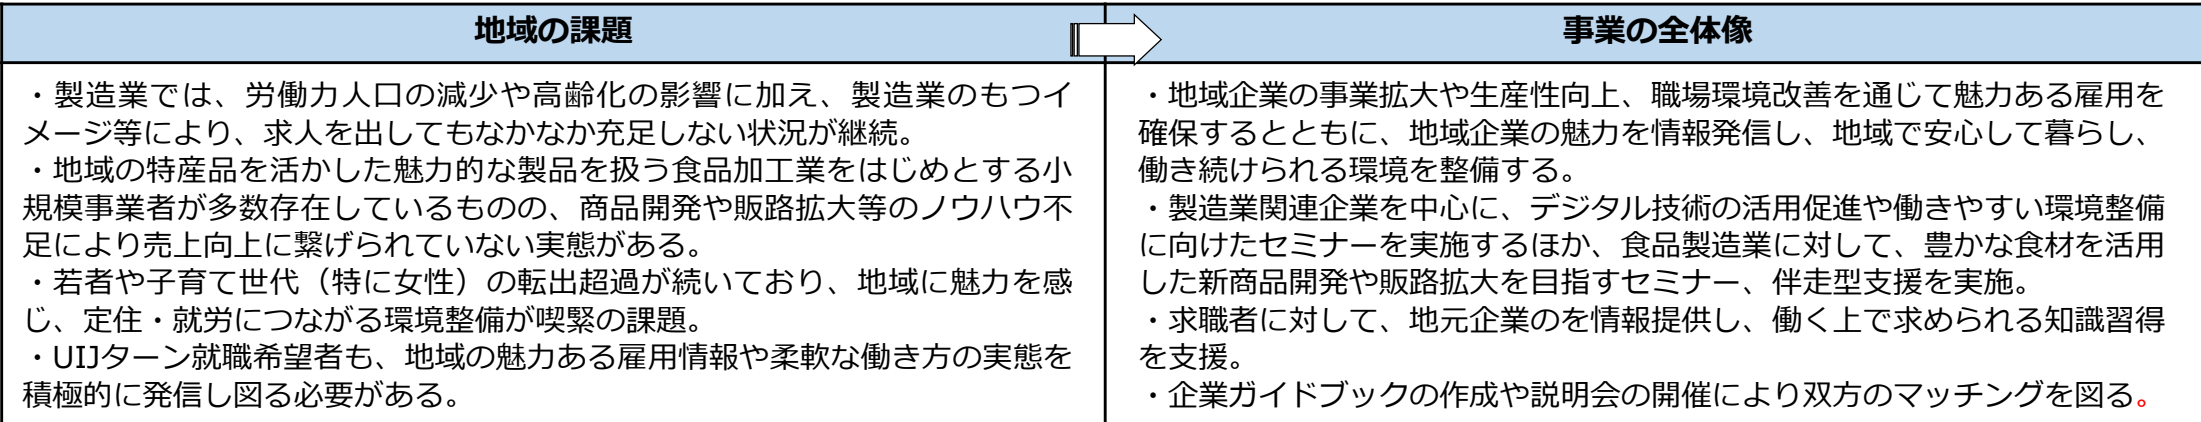 地域の課題
・製造業では、労働力人口の減少や高齢化の影響に加え、製造業のもつイ
メージ等により、求人を出してもなかなか充足しない状況が継続。
・地域の特産品を活かした魅力的な製品を扱う食品加工業をはじめとする小
規模事業者が多数存在しているものの、商品開発や販路拡大等のノウハウ不
足により売上向上に繋げられていない実態がある。
・若者や子育て世代（特に女性）の転出超過が続いており、地域に魅力を感
じ、定住・就労につながる環境整備が喫緊の課題。
・UIJターン就職希望者も、地域の魅力ある雇用情報や柔軟な働き方の実態を
積極的に発信し図る必要がある。
事業の全体像
・地域企業の事業拡大や生産性向上、職場環境改善を通じて魅力ある雇用を
確保するとともに、地域企業の魅力を情報発信し、地域で安心して暮らし、
働き続けられる環境を整備する。
・製造業関連企業を中心に、デジタル技術の活用促進や働きやすい環境整備
に向けたセミナーを実施するほか、食品製造業に対して、豊かな食材を活用
した新商品開発や販路拡大を目指すセミナー、伴走型支援を実施。
・求職者に対して、地元企業のを情報提供し、働く上で求められる知識習得
を支援。
・企業ガイドブックの作成や説明会の開催により双方のマッチングを図る。